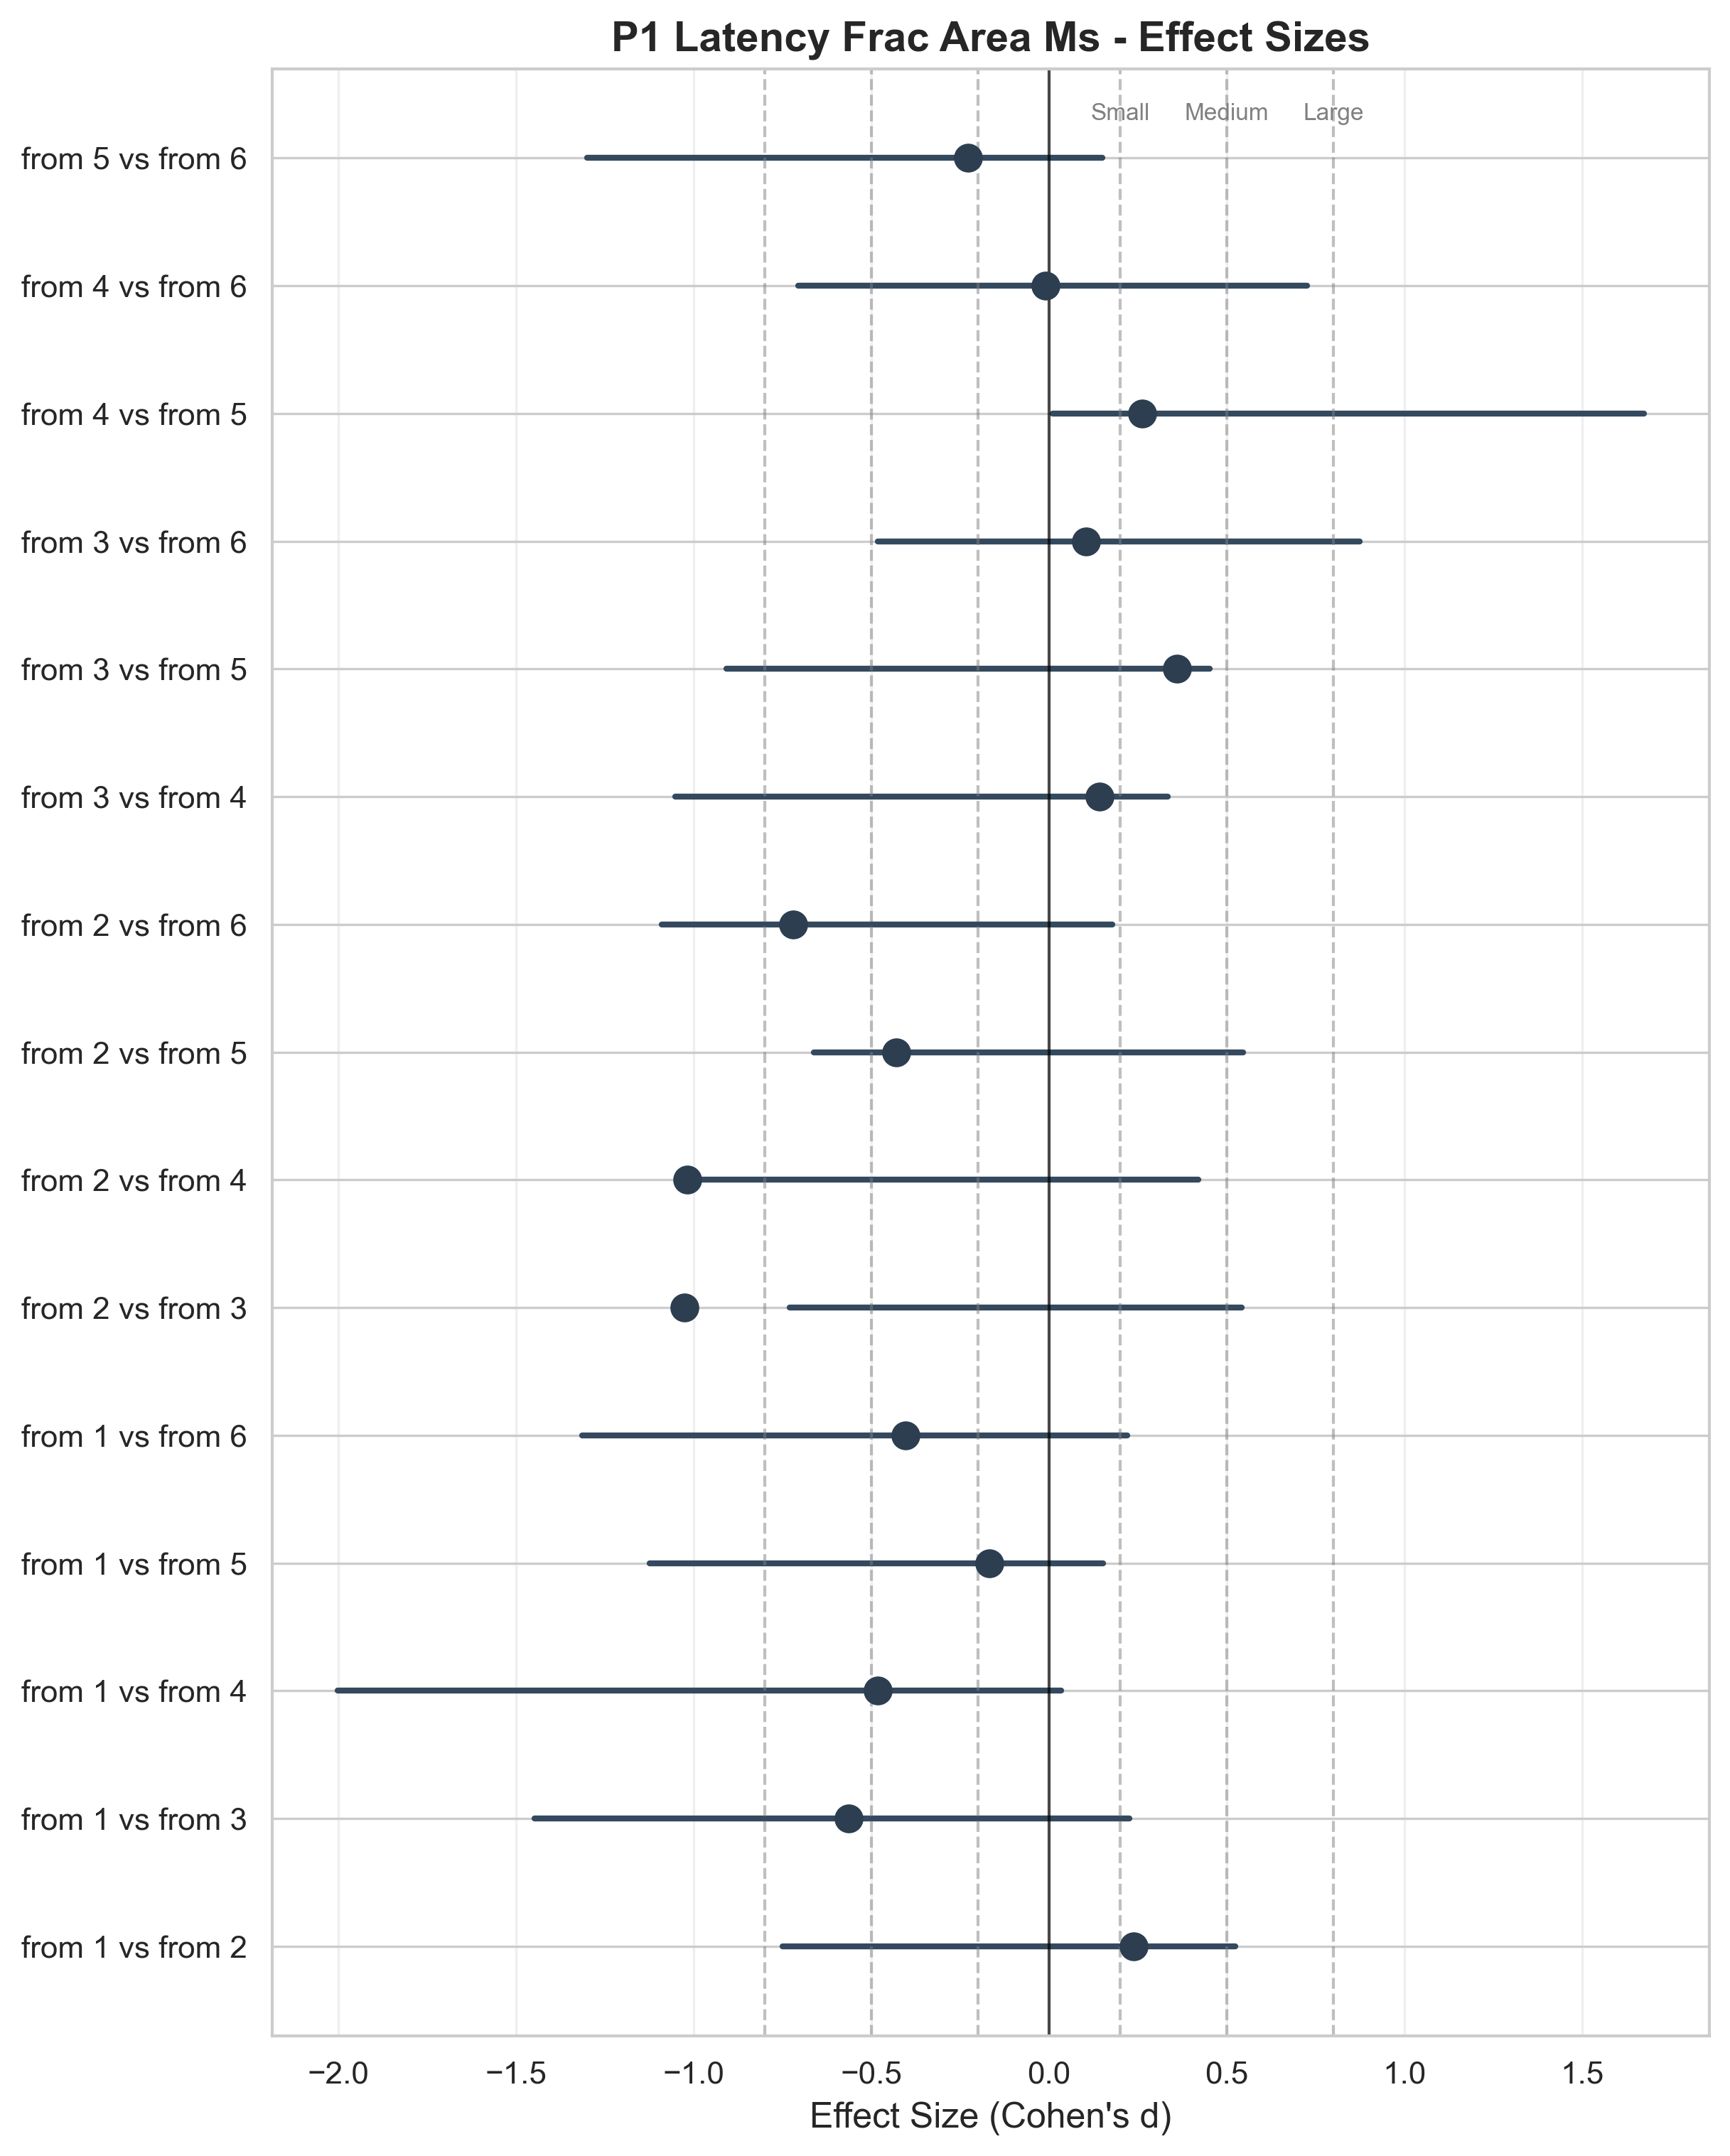 P1 Latency Frac Area Ms - Effect Sizes
Small Medium Large
from 5 vs from 6
from 4 vs from 6
from 4 vs from 5
from 3 vs from 6
from 3 vs from 5
from 3 vs from 4
from 2 vs from 6
from 2 vs from 5
from 2 vs from 4
from 2 vs from 3
from 1 vs from 6
from 1 vs from 5
from 1 vs from 4
from 1 vs from 3
from 1 vs from 2
−2.0 −1.5 −1.0 −0.5 0.0 0.5 1.0 1.5
Effect Size (Cohen's d)